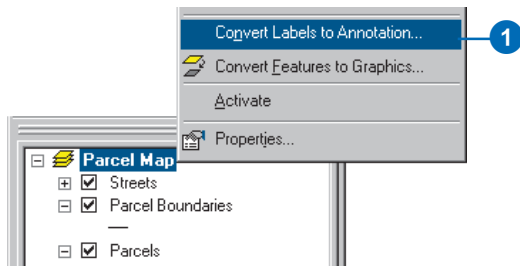 Convert Labels to Annotation...
1
Convert Features to Graphics...
Activate
Properties...
Parcel Map
Streets
Parcel Boundaries
Parcels